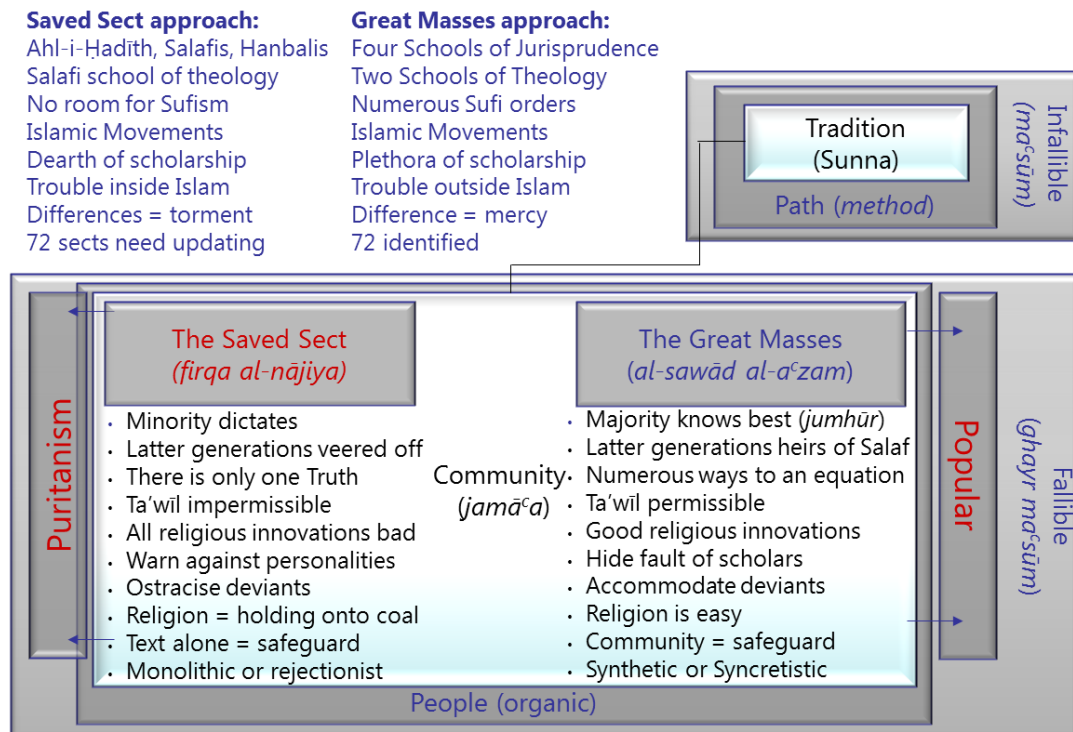 Saved Sect approach:
Ahl-i-Ḥadīth, Salafis, Hanbalis
Salafi school of theology
No room for Sufism
Islamic Movements
Dearth of scholarship
Trouble inside Islam
Differences = torment
72 sects need updating
Great Masses approach:
Four Schools of Jurisprudence
Two Schools of Theology
Numerous Sufi orders
Islamic Movements
Plethora of scholarship
Trouble outside Islam
Difference = mercy
72 identified
Tradition
(Sunna)
Path (method)
Infallible
(maᶜsūm)
Puritanism
The Saved Sect
(firqa al-nājiya)
• Minority dictates
• Latter generations veered off
• There is only one Truth
• Ta’wīl impermissible
• All religious innovations bad
• Warn against personalities
• Ostracise deviants
• Religion = holding onto coal
• Text alone = safeguard
• Monolithic or rejectionist
Community
(jamāᶜa)
The Great Masses
(al-sawād al-aᶜzam)
• Majority knows best (jumhūr)
• Latter generations heirs of Salaf
• Numerous ways to an equation
• Ta’wīl permissible
• Good religious innovations
• Hide fault of scholars
• Accommodate deviants
• Religion is easy
• Community = safeguard
• Synthetic or Syncretistic
Popular
Fallible
(ghayr maᶜsūm)
People (organic)